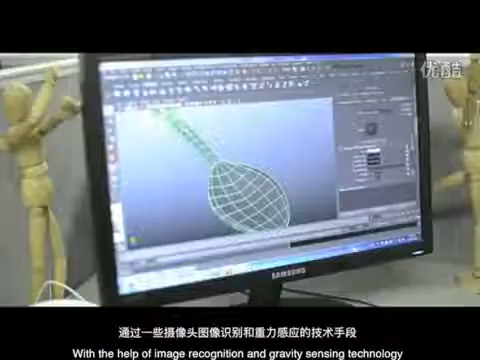 优酷
SAMSUNG
通过一些摄像头图像识别和重力感应的技术手段
With the help of image recognition and gravity sensing technology